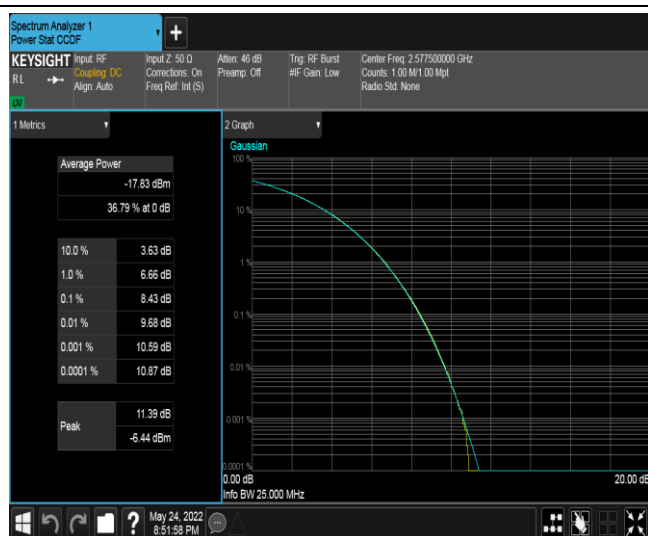 Spectrum Analyzer 1
Power Stat CCDF
+
KEYSIGHT
RL
LXI
Input: RF
Coupling: DC
Align: Auto
Input Z: 50 Ω
Corrections: On
Freq Ref: Int (S)
Atten: 46 dB
Preamp: Off
Trig: RF Burst
#IF Gain: Low
Center Freq: 2.577500000 GHz
Counts: 1.00 M/1.00 Mpt
Radio Std: None
1 Metrics
Average Power
-17.83 dBm
36.79 % at 0 dB
10.0 % 3.63 dB
1.0 % 6.66 dB
0.1 % 8.43 dB
0.01 % 9.68 dB
0.001 % 10.59 dB
0.0001 % 10.87 dB
Peak
11.39 dB
-6.44 dBm
2 Graph
Gaussian
100 %
10 %
1 %
0.1 %
0.01 %
0.001 %
0.0001 %
0.00 dB 20.00 dB
Info BW 25.000 MHz
?
May 24, 2022
8:51:58 PM